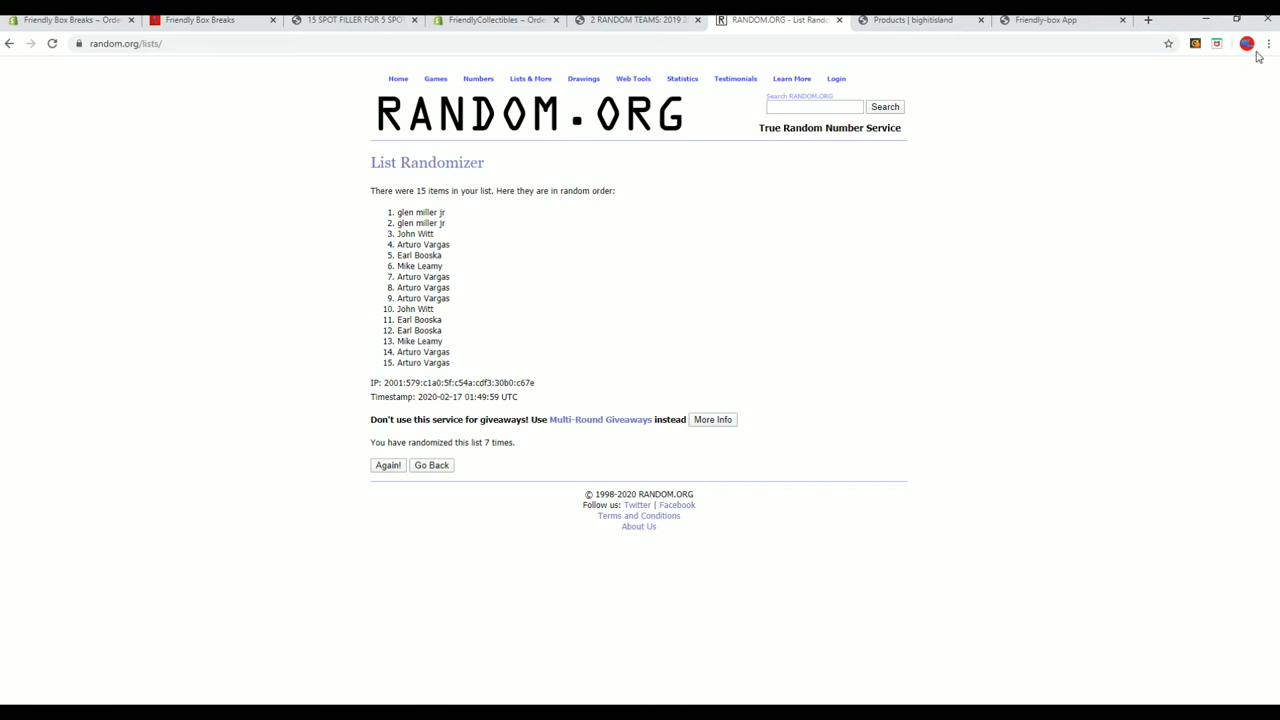 Friendly Box Breaks ~ Orde
Friendly Box Breaks
15 SPOT FILLER FOR 5 SPOT
FriendlyCollectibles ~ Orde
2 RANDOM TEAMS: 2019 2
RANDOM.ORG - List Rando
Products | bighitisland
Friendly-box App
random.org/lists/
Home Games Numbers Lists & More Drawings Web Tools Statistics Testimonials Learn More Login
RANDOM.ORG
Search RANDOM.ORG
Search
True Random Number Service
List Randomizer
There were 15 items in your list. Here they are in random order:
1. glen miller jr
2. glen miller jr
3. John Witt
4. Arturo Vargas
5. Earl Booska
6. Mike Leamy
7. Arturo Vargas
8. Arturo Vargas
9. Arturo Vargas
10. John Witt
11. Earl Booska
12. Earl Booska
13. Mike Leamy
14. Arturo Vargas
15. Arturo Vargas
IP: 2001:579:c1a0:5f:c54a:cdf3:30b0:c67e
Timestamp: 2020-02-17 01:49:59 UTC
Don't use this service for giveaways! Use Multi-Round Giveaways instead More Info
You have randomized this list 7 times.
Again! Go Back
© 1998-2020 RANDOM.ORG
Follow us: Twitter | Facebook
Terms and Conditions
About Us